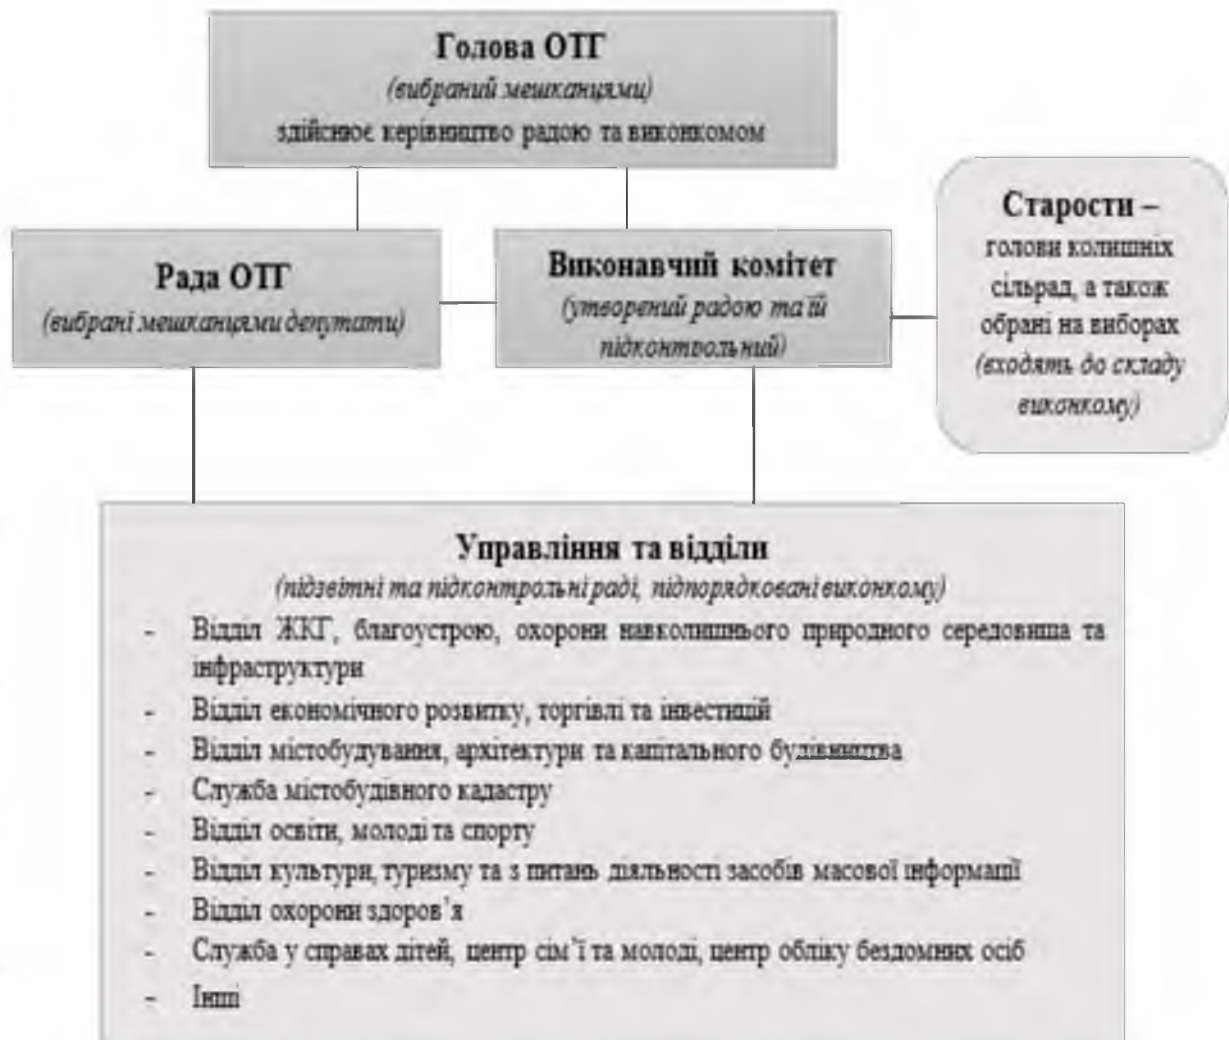 Голова ОТГ
(вибраний мешканцями)
здійснює керівництво радою та виконкомом
Рада ОТГ
(вибрані мешканцями депутати)
Виконавчий комітет
(утворений радою та їй
підконтрольний)
Старости –
голови колишніх
сільрад, а також
обрані на виборах
(входять до складу
виконкому)
Управління та відділи
(підзвітні та підконтрольні раді, підпорядковані виконкому)
- Відділ ЖКГ, благоустрою, охорони навколишнього природного середовища та
інфраструктури
- Відділ економічного розвитку, торгівлі та інвестицій
- Відділ містобудування, архітектури та капітального будівництва
- Служба містобудівного кадастру
- Відділ освіти, молоді та спорту
- Відділ культури, туризму та з питань діяльності засобів масової інформації
- Відділ охорони здоров’я
- Служба у справах дітей, центр сім’ї та молоді, центр обліку бездомних осіб
- Інші